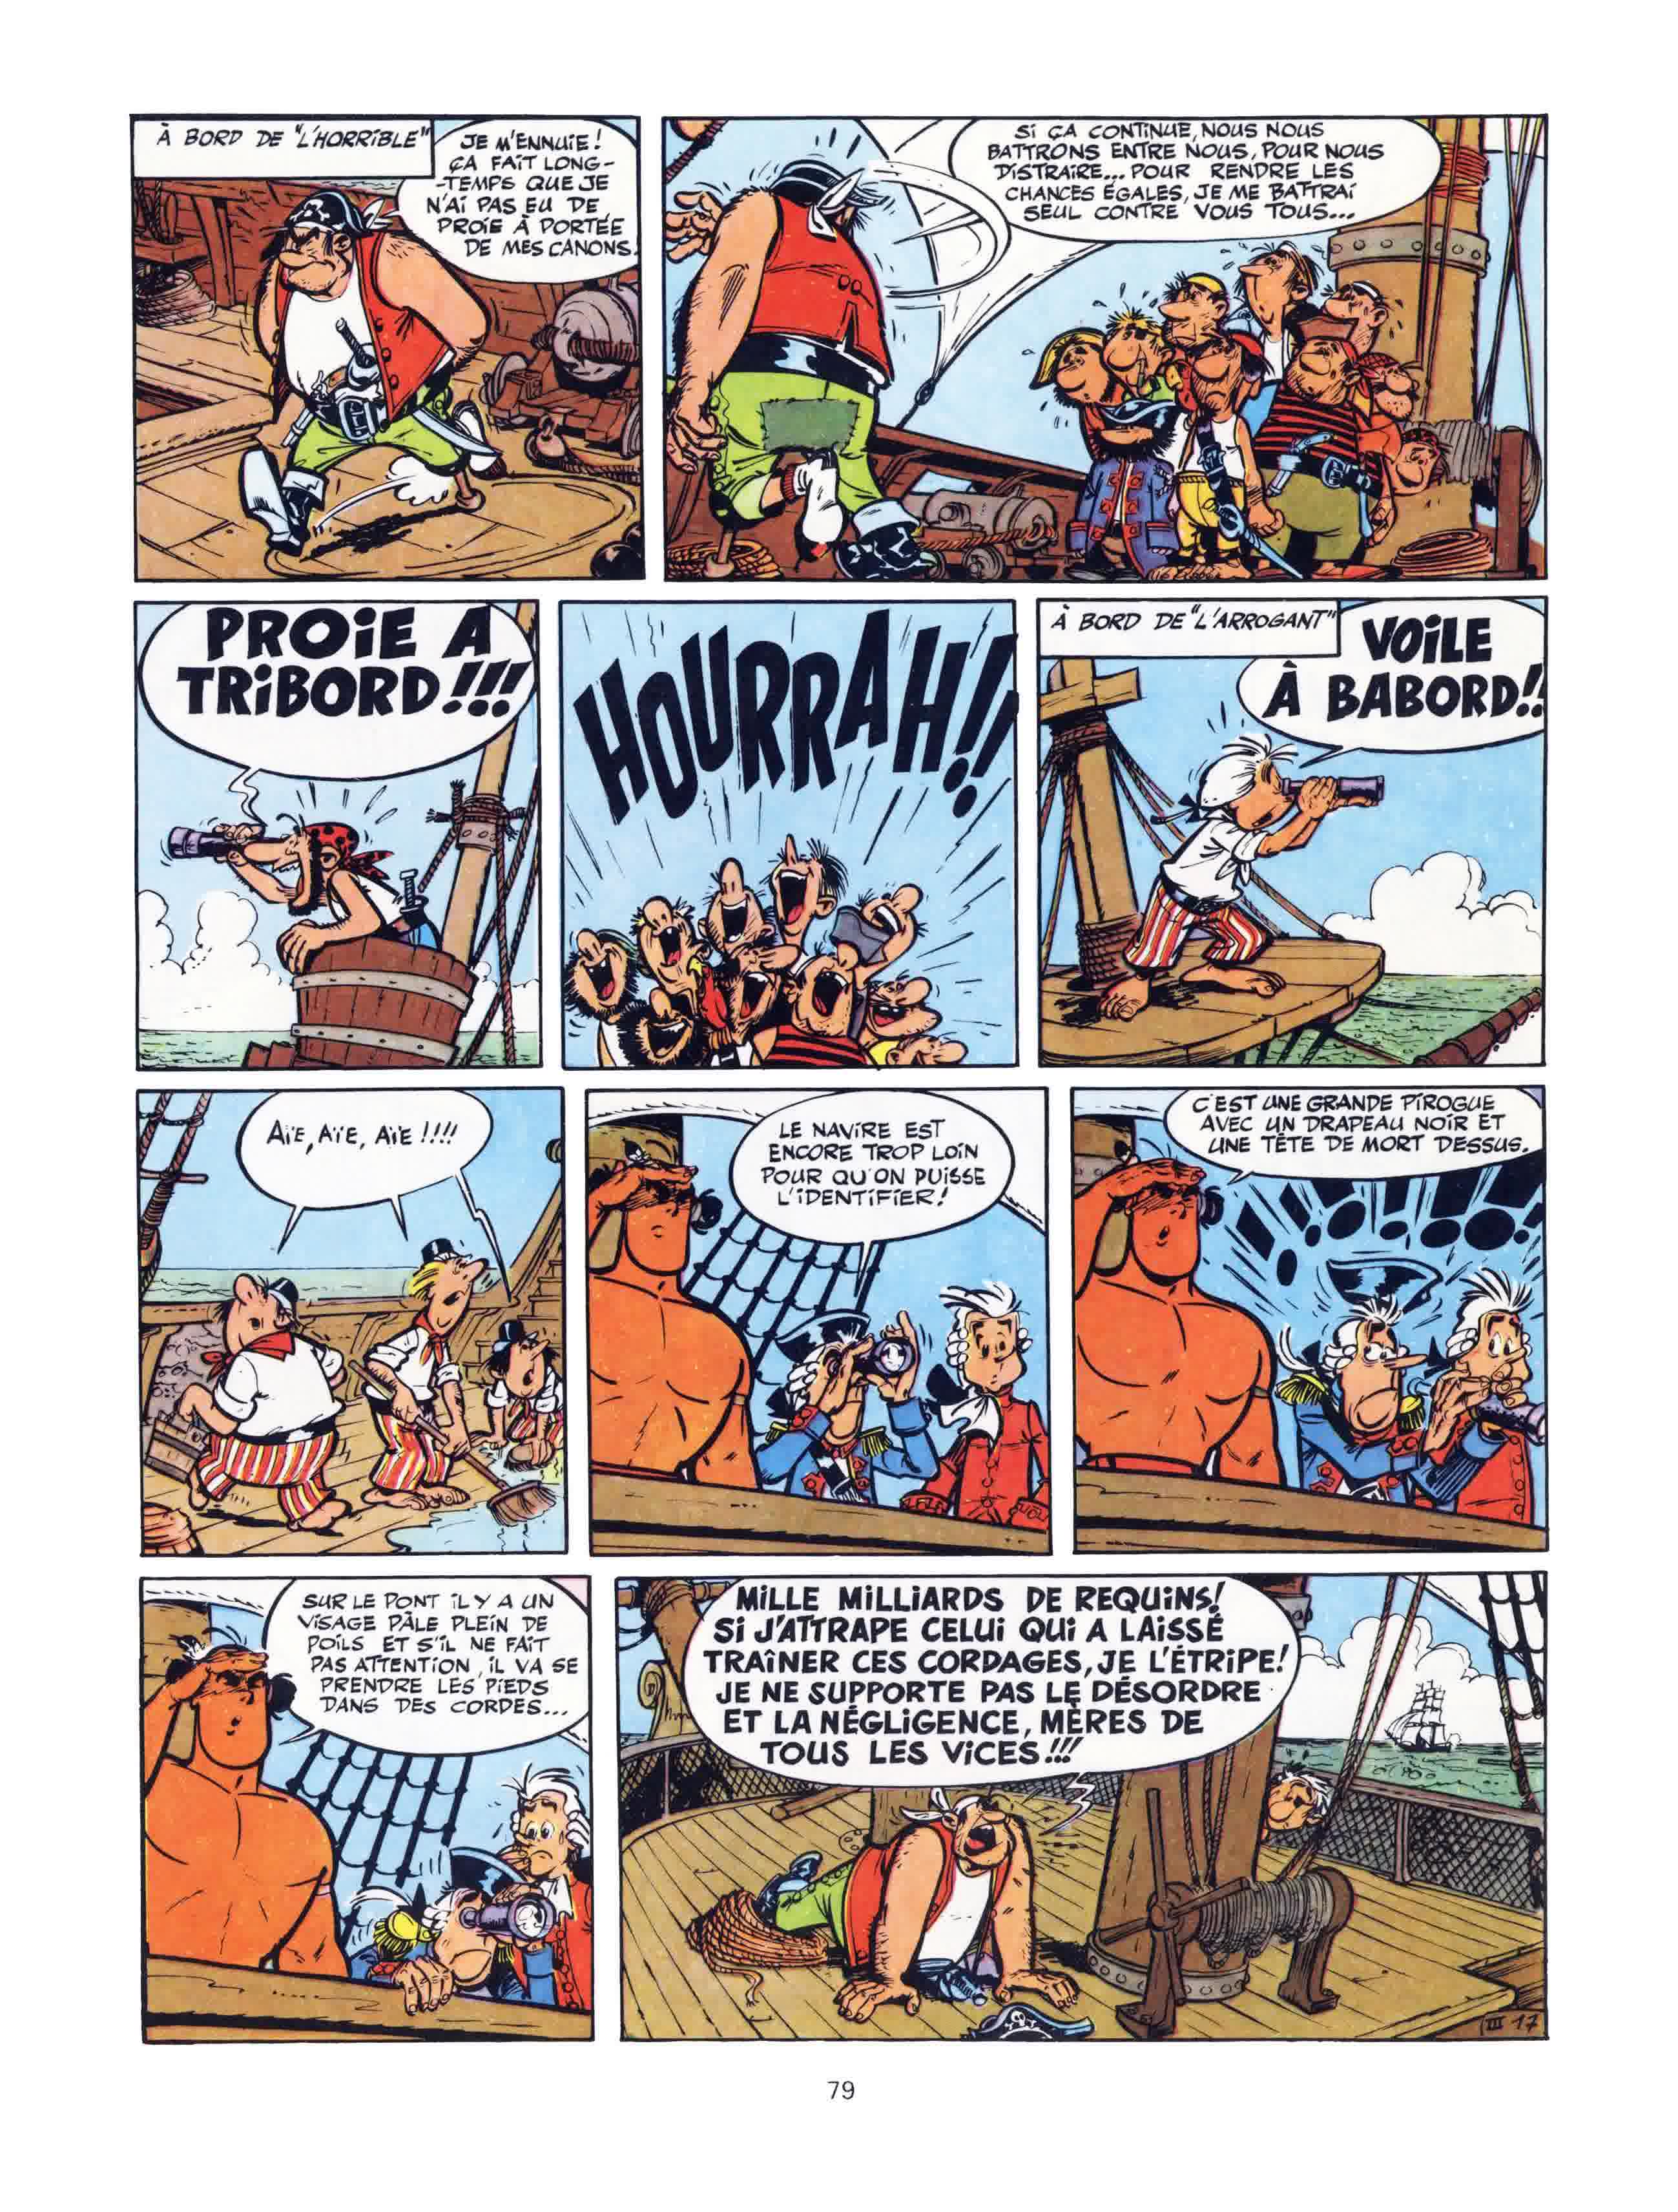 À BORD DE "L'HORRIBLE"
JE M'ENNUIE!
ÇA FAIT LONG-
-TEMPS QUE JE
N'AI PAS EU DE
PROIE À PORTÉE
DE MES CANONS.
SI ÇA CONTINUE, NOUS NOUS
BATTRONS ENTRE NOUS, POUR NOUS
DISTRAIRE... POUR RENDRE LES
CHANCES ÉGALES, JE ME BATTRAI
SEUL CONTRE VOUS TOUS...
PROIE A
TRIBORD!!!
HOURRAH!!
À BORD DE "L'ARROGANT"
VOILE
À BABORD!!
AÏE, AÏE, AÏE!!!!
LE NAVIRE EST
ENCORE TROP LOIN
POUR QU'ON PUISSE
L'IDENTIFIER!
C'EST UNE GRANDE PIROGUE
AVEC UN DRAPEAU NOIR ET
UNE TÊTE DE MORT DESSUS.
!!!!!!
SUR LE PONT IL Y A UN
VISAGE PÂLE PLEIN DE
POILS ET S'IL NE FAIT
PAS ATTENTION, IL VA SE
PRENDRE LES PIEDS
DANS DES CORDES...
MILLE MILLIARDS DE REQUINS!
SI J'ATTRAPE CELUI QUI A LAISSÉ
TRAÎNER CES CORDAGES, JE L'ÉTRIPE!
JE NE SUPPORTE PAS LE DÉSORDRE
ET LA NÉGLIGENCE, MÈRES DE
TOUS LES VICES!!!
III 17
79